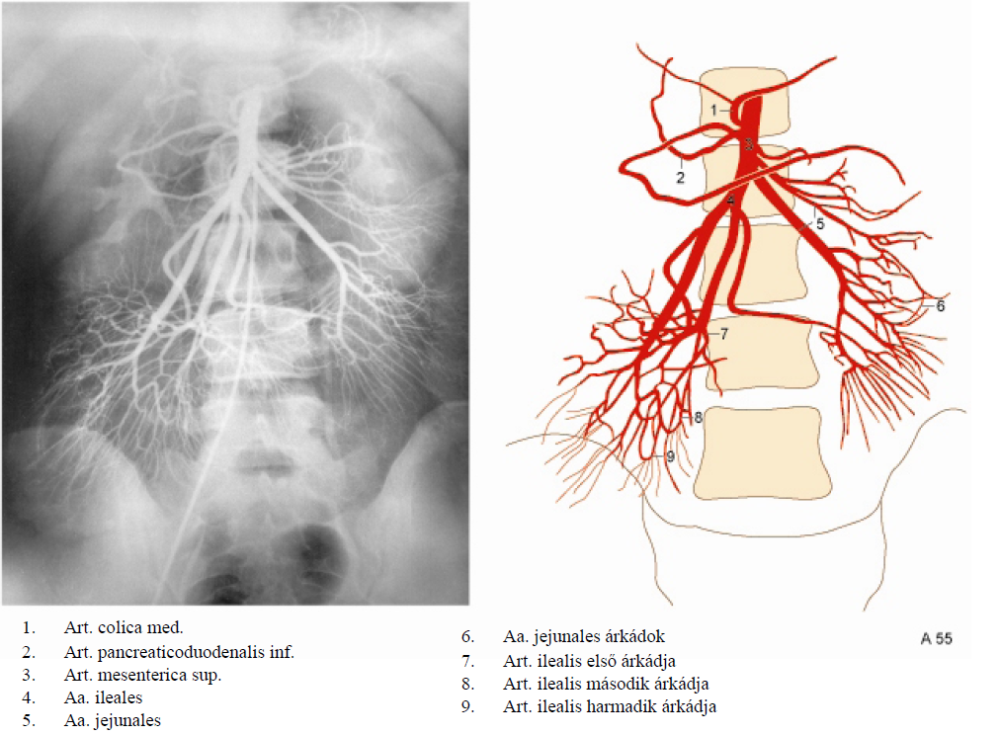 1
2
3
4
5
6
7
8
9
1. Art. colica med.
2. Art. pancreaticoduodenalis inf.
3. Art. mesenterica sup.
4. Aa. ileales
5. Aa. jejunales
6. Aa. jejunales árkádok
7. Art. ilealis első árkádja
8. Art. ilealis második árkádja
9. Art. ilealis harmadik árkádja
A 55